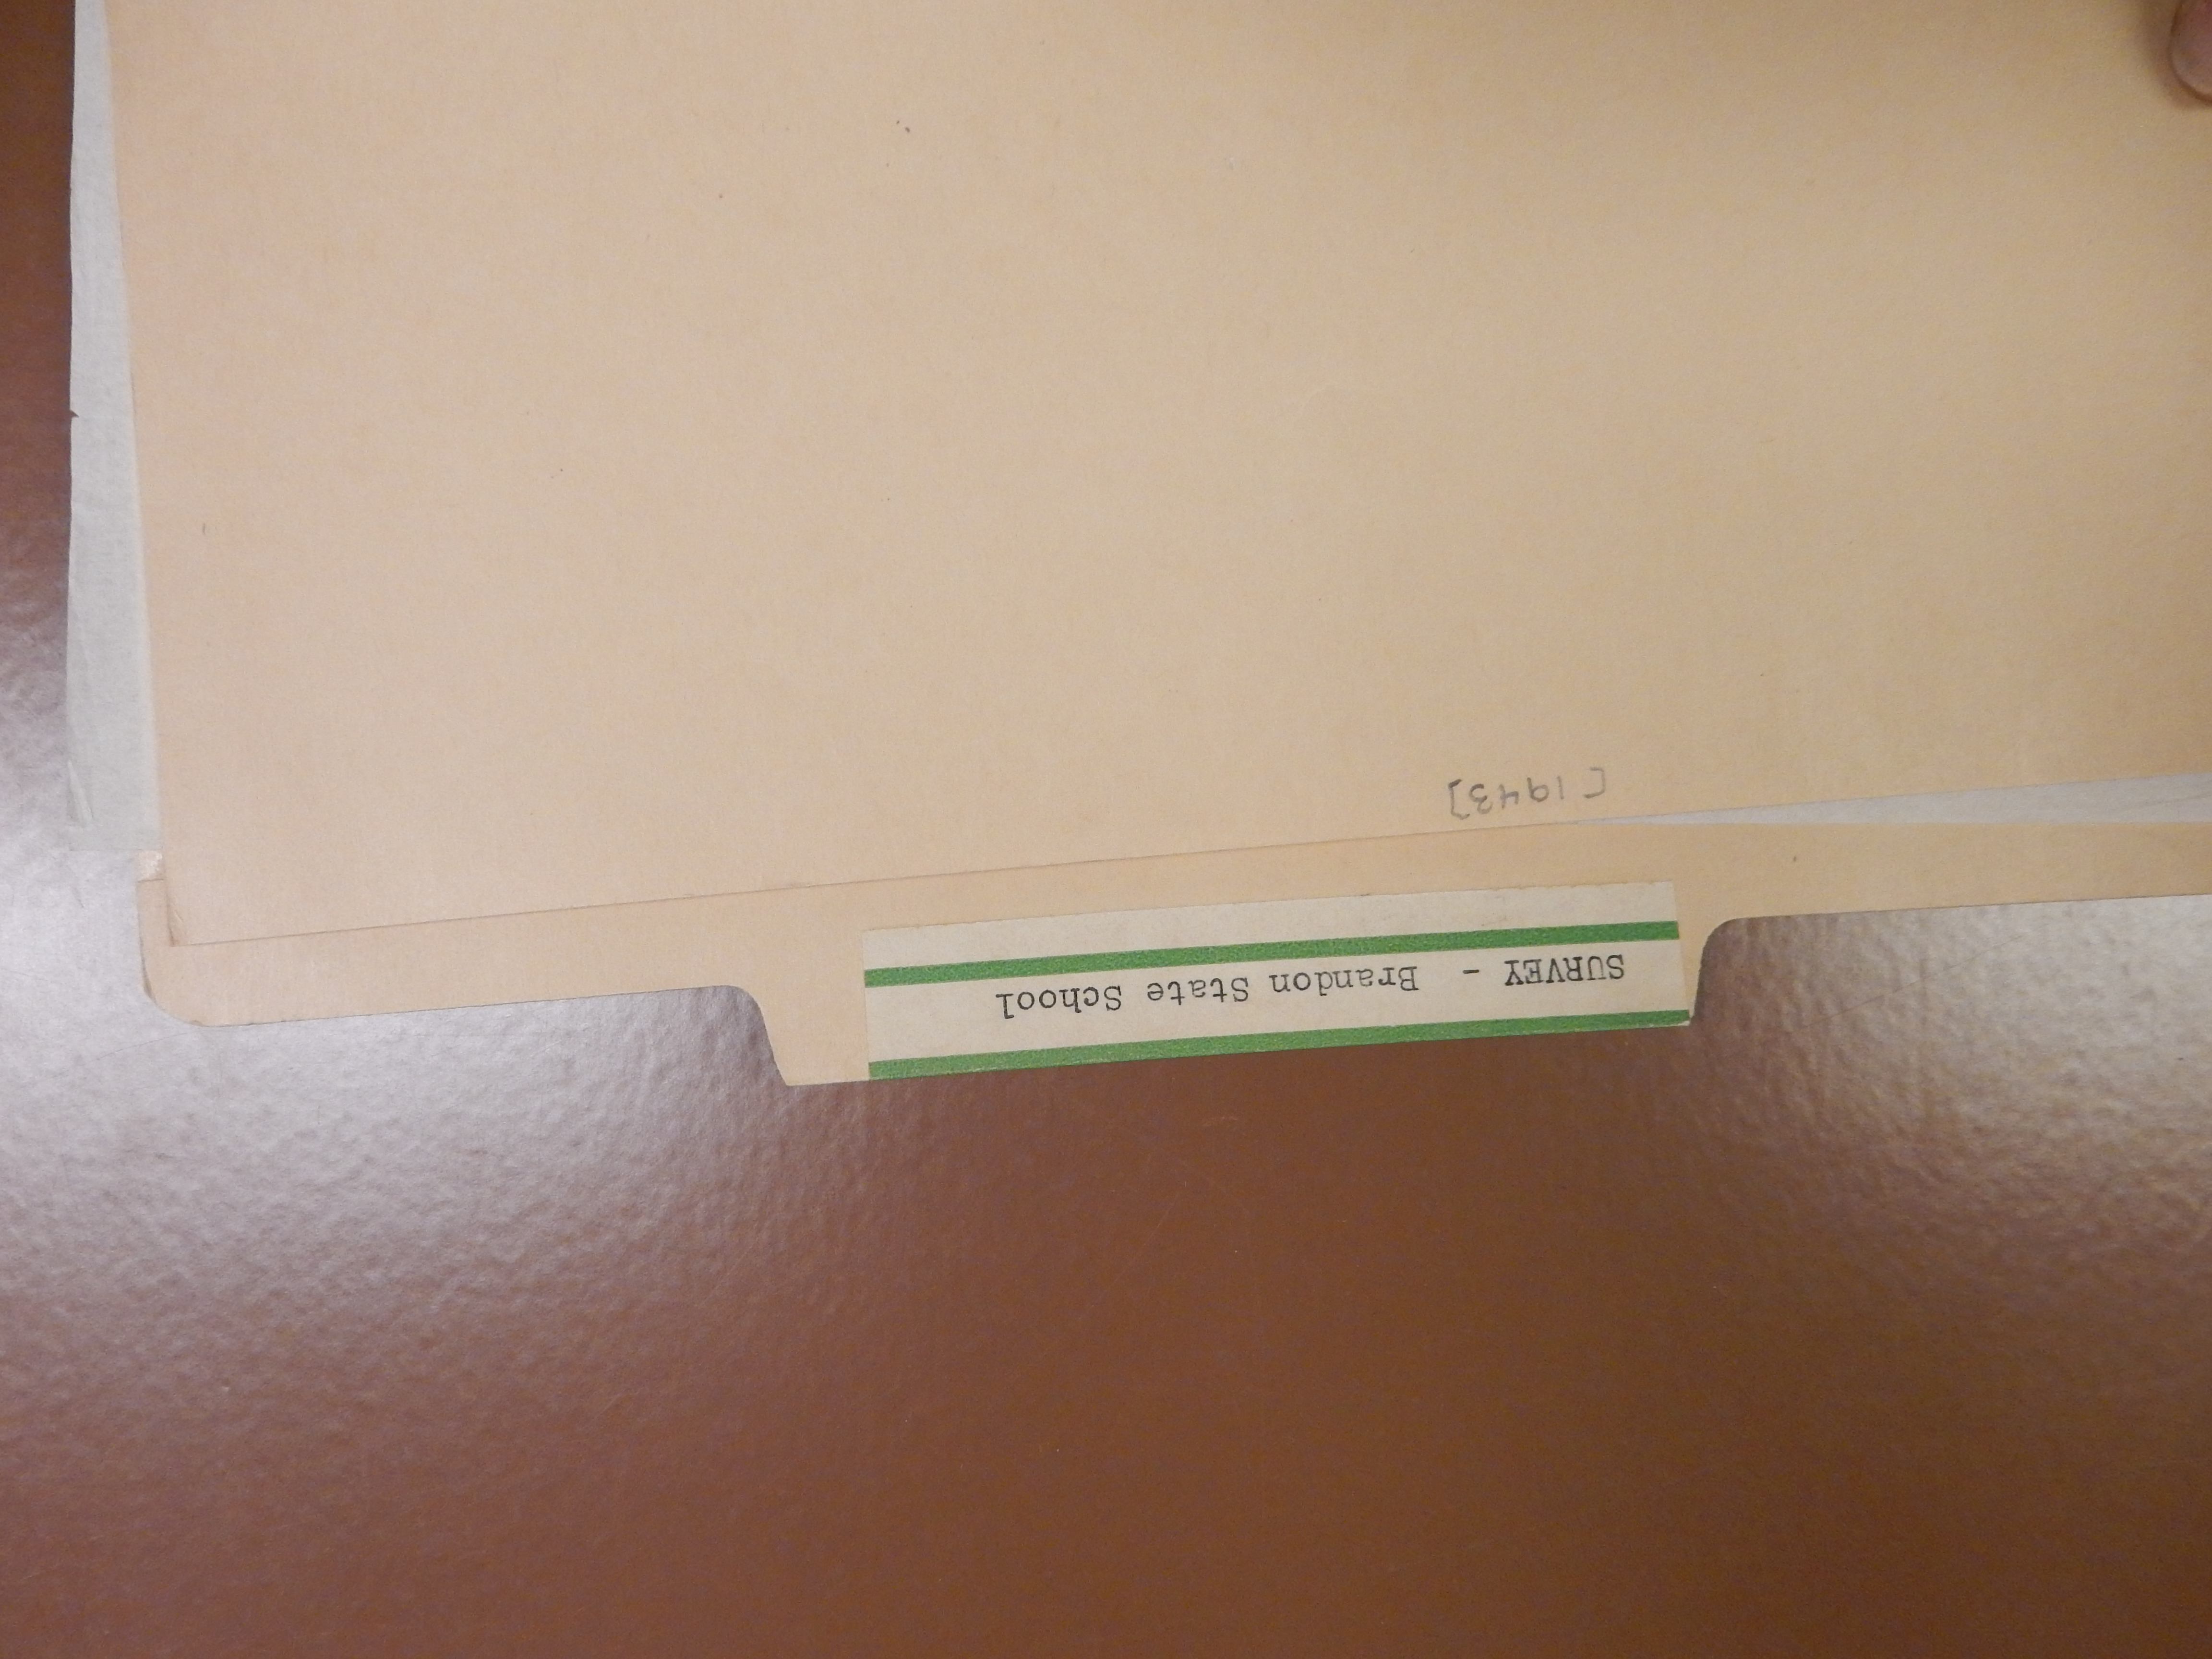 SURVEY - Brandon State School
[1943]